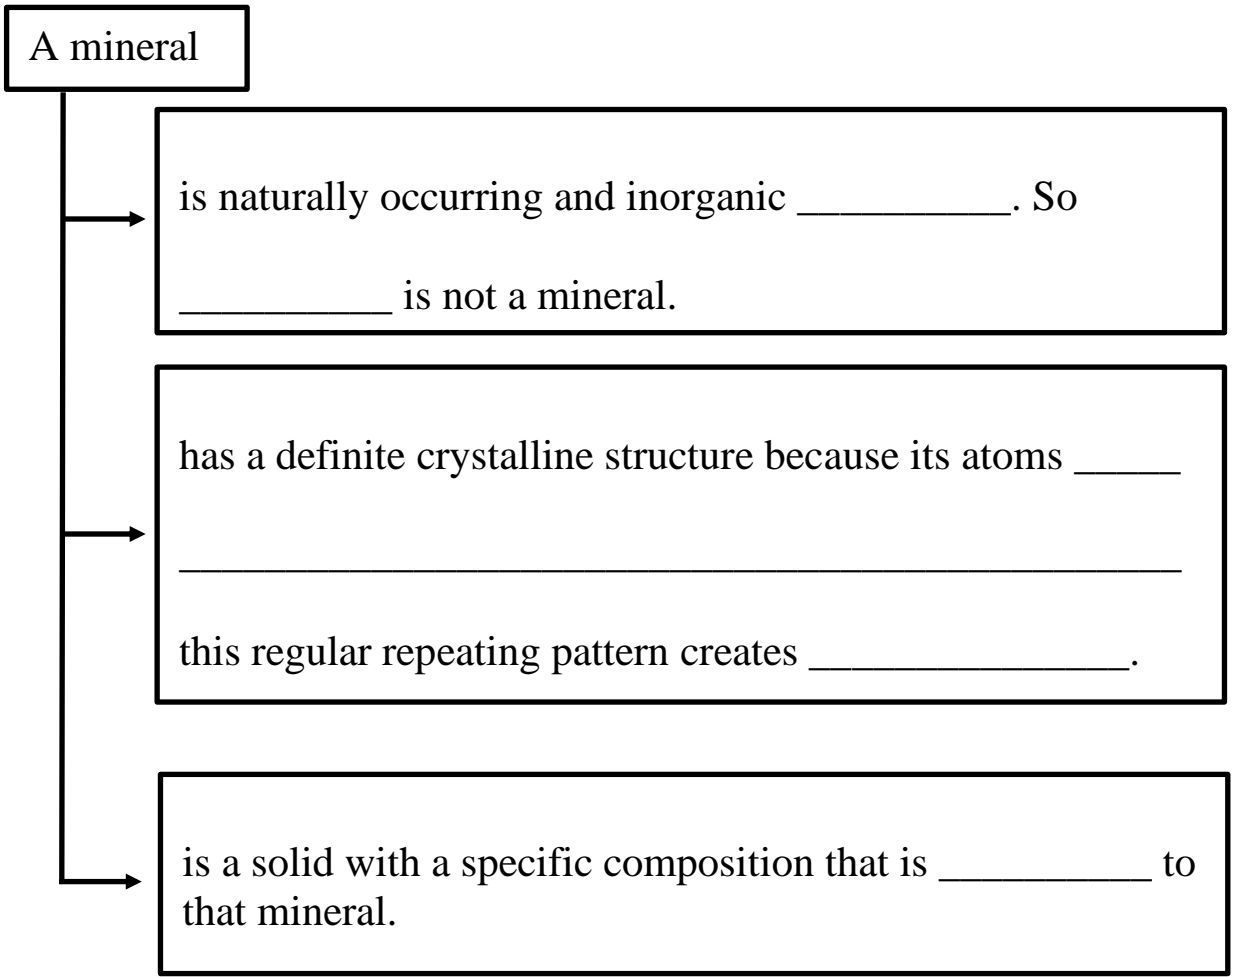 A mineral
is naturally occurring and inorganic __________. So
__________ is not a mineral.
has a definite crystalline structure because its atoms _____
_______________________________________________
this regular repeating pattern creates _______________.
is a solid with a specific composition that is __________ to
that mineral.